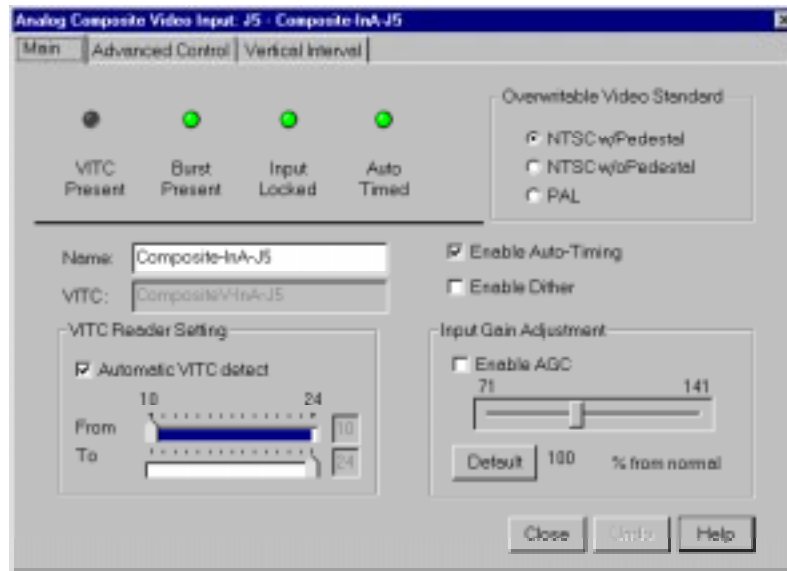 Analog Composite Video Input: J5 - Composite-InA-J5
Main Advanced Control Vertical Interval
VITC Present
Burst Present
Input Locked
Auto Timed
Overwritable Video Standard
NTSC w/Pedestal
NTSC w/oPedestal
PAL
Name: Composite-InA-J5
VITC: CompositeV-InA-J5
Enable Auto-Timing
Enable Dither
VITC Reader Setting
Automatic VITC detect
10 24
From 10
To 24
Input Gain Adjustment
Enable AGC
71 141
Default 100 % from normal
Close Undo Help